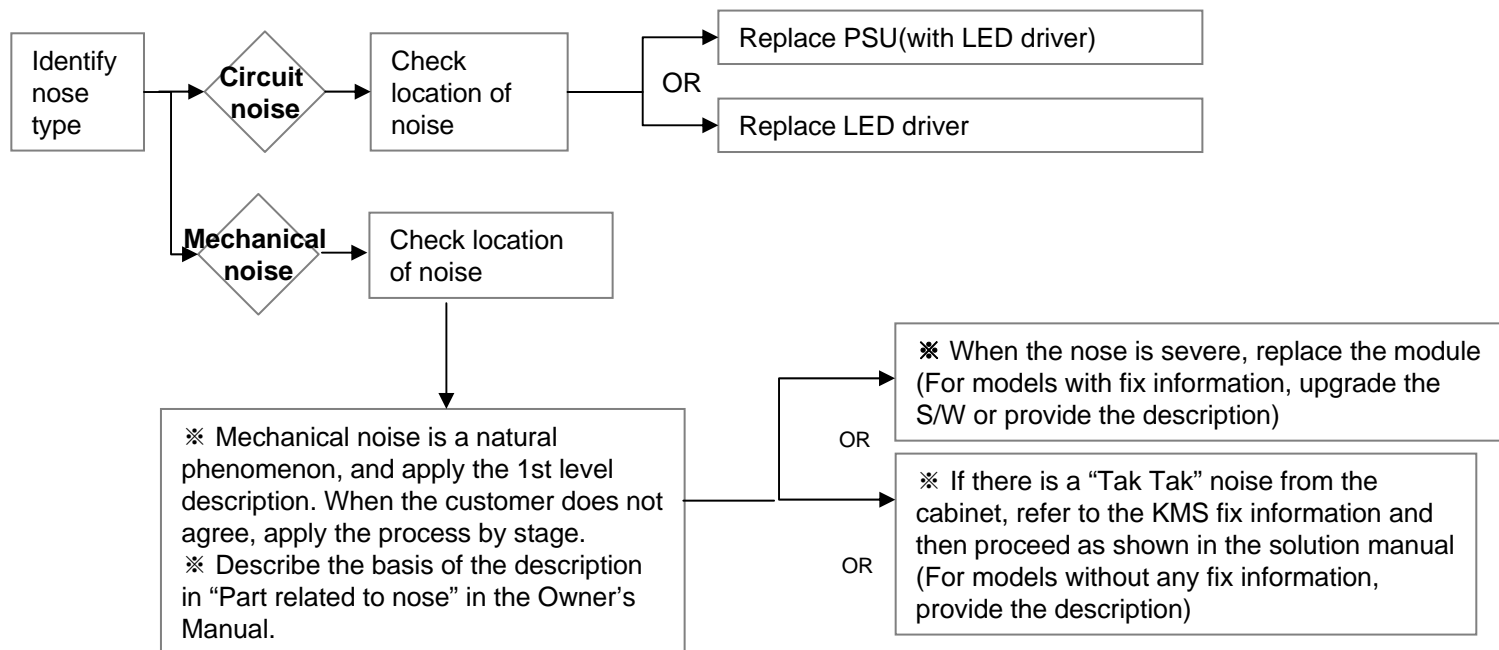 Identify
nose
type
Circuit
noise
Check
location of
noise
Replace PSU(with LED driver)
OR
Replace LED driver
Mechanical
noise
Check location
of noise
※ Mechanical noise is a natural
phenomenon, and apply the 1st level
description. When the customer does not
agree, apply the process by stage.
※ Describe the basis of the description
in “Part related to nose” in the Owner’s
Manual.
※ When the nose is severe, replace the module
(For models with fix information, upgrade the
S/W or provide the description)
OR
※ If there is a “Tak Tak” noise from the
cabinet, refer to the KMS fix information and
then proceed as shown in the solution manual
(For models without any fix information,
provide the description)
OR